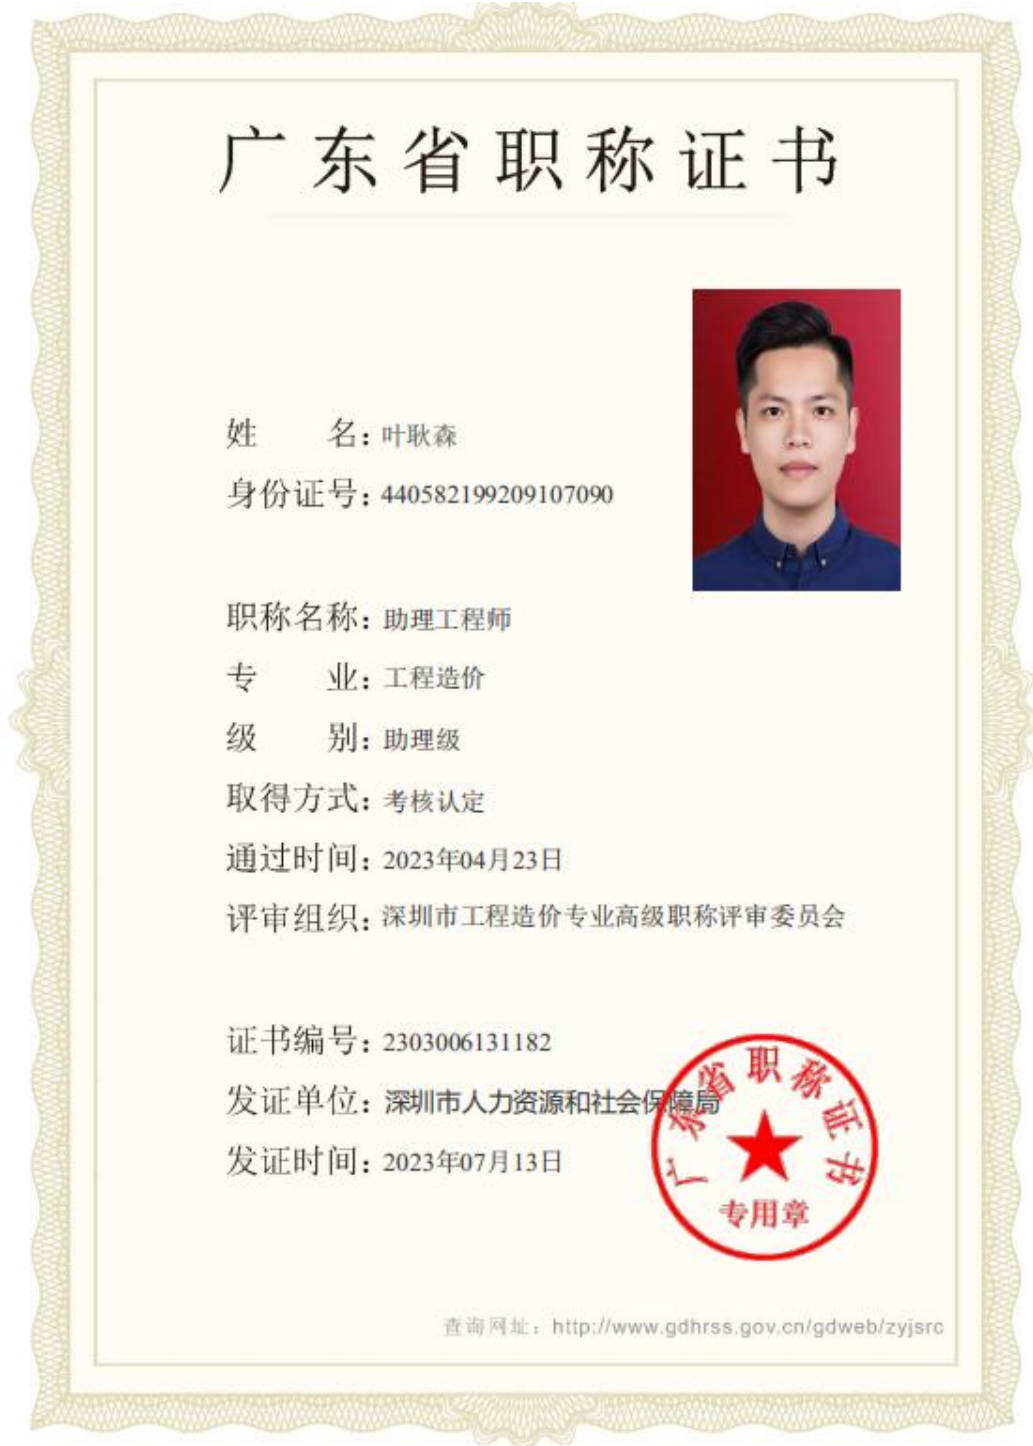 广东省职称证书
姓 名：叶耿森
身份证号：440582199209107090
职称名称：助理工程师
专 业：工程造价
级 别：助理级
取得方式：考核认定
通过时间：2023年04月23日
评审组织：深圳市工程造价专业高级职称评审委员会
证书编号：2303006131182
发证单位：深圳市人力资源和社会保障局
发证时间：2023年07月13日
广东省职称证书
专用章
查询网址：http://www.gdhrss.gov.cn/gdweb/zyjsrc